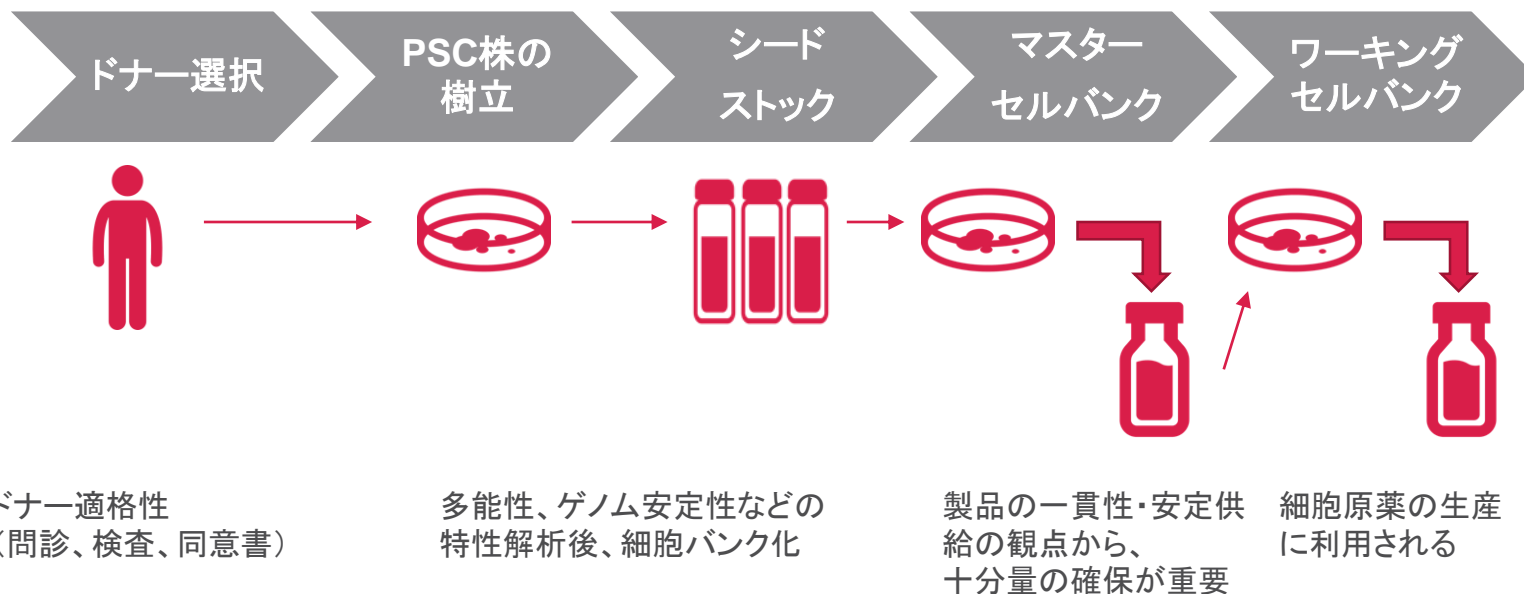 ドナー選択
PSC株の
樹立
シード
ストック
マスター
セルバンク
ワーキング
セルバンク
ドナー適格性
（問診、検査、同意書）
多能性、ゲノム安定性などの
特性解析後、細胞バンク化
製品の一貫性・安定供
給の観点から、
十分量の確保が重要
細胞原薬の生産
に利用される